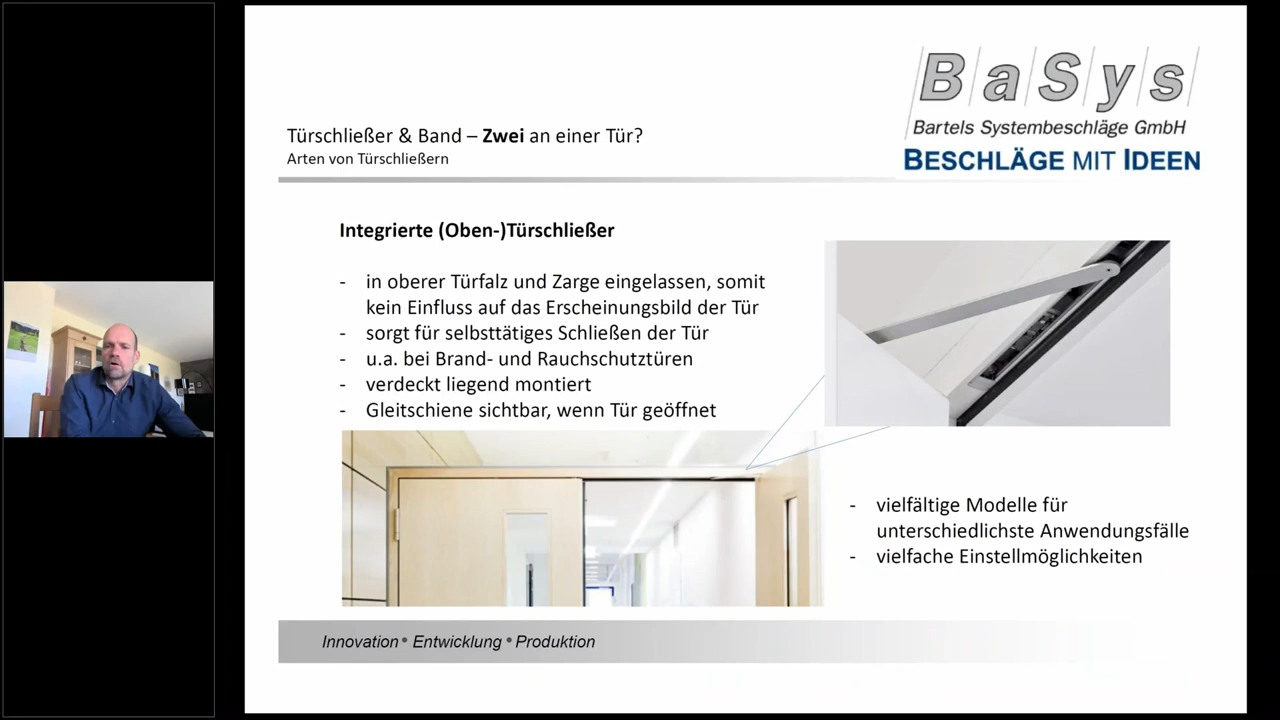 BaSys
Bartels Systembeschläge GmbH
BESCHLÄGE MIT IDEEN
Türschließer & Band – Zwei an einer Tür?
Arten von Türschließern
Integrierte (Oben-)Türschließer
- in oberer Türfalz und Zarge eingelassen, somit
kein Einfluss auf das Erscheinungsbild der Tür
- sorgt für selbsttätiges Schließen der Tür
- u.a. bei Brand- und Rauchschutztüren
- verdeckt liegend montiert
- Gleitschiene sichtbar, wenn Tür geöffnet
- vielfältige Modelle für
unterschiedlichste Anwendungsfälle
- vielfache Einstellmöglichkeiten
Innovation • Entwicklung • Produktion